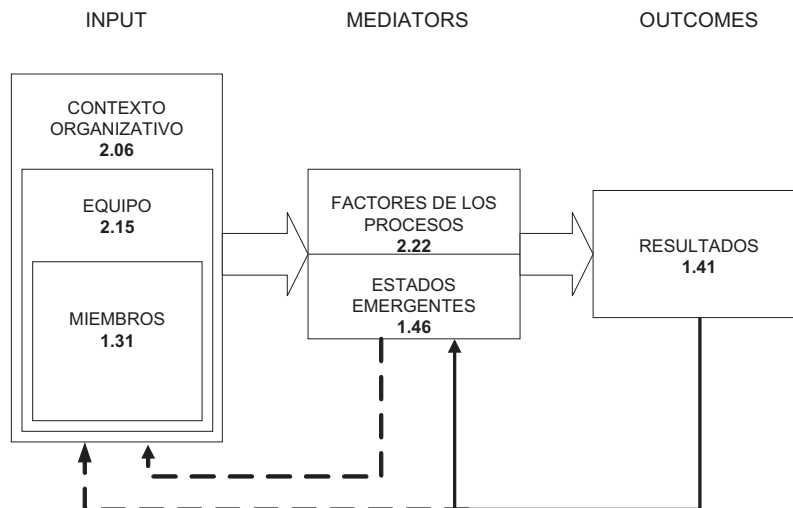 INPUT
MEDIATORS
OUTCOMES
CONTEXTO
ORGANIZATIVO
2.06
EQUIPO
2.15
MIEMBROS
1.31
FACTORES DE LOS
PROCESOS
2.22
ESTADOS
EMERGENTES
1.46
RESULTADOS
1.41